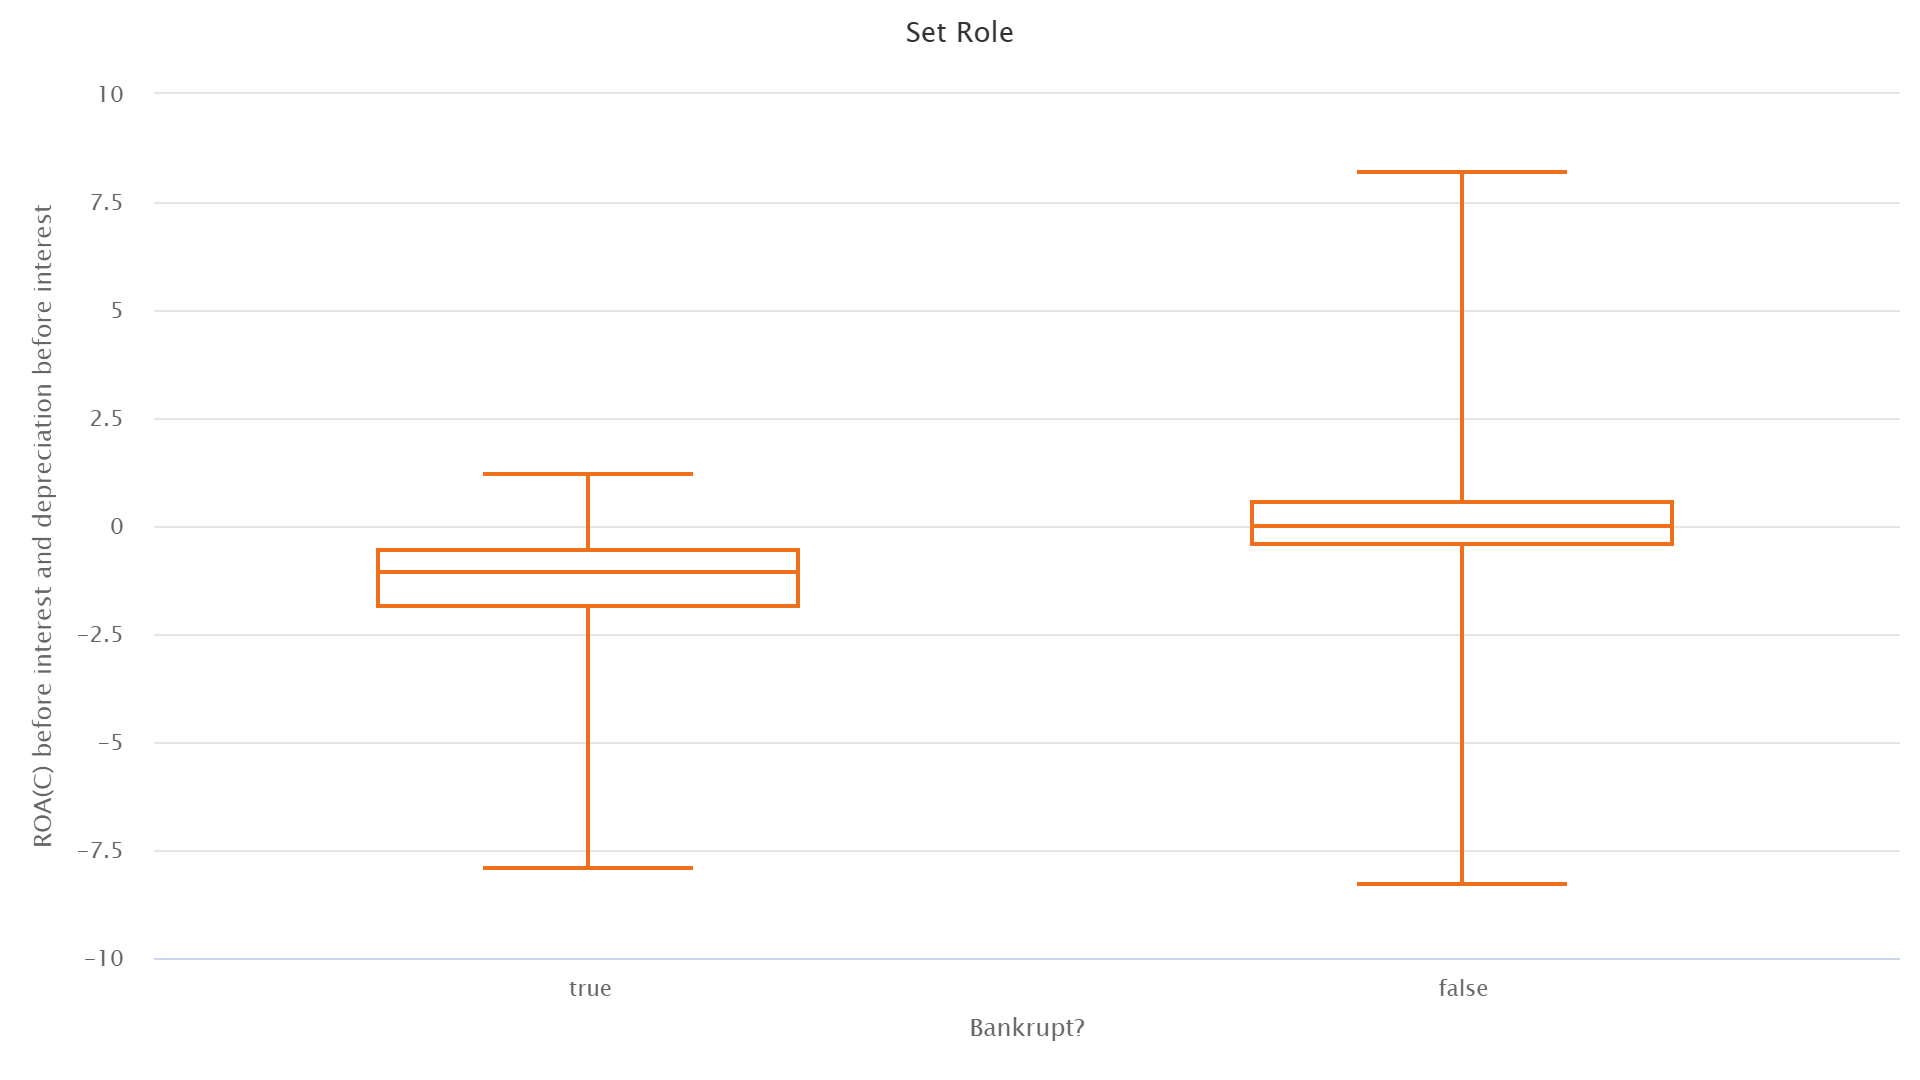 Set Role
10
7.5
5
2.5
0
-2.5
-5
-7.5
-10
ROA(C) before interest and depreciation before interest
true
false
Bankrupt?